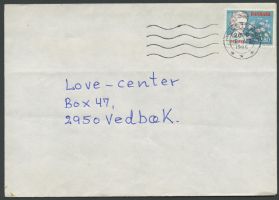 Love-center
Box 47,
2950 Vedbæk.